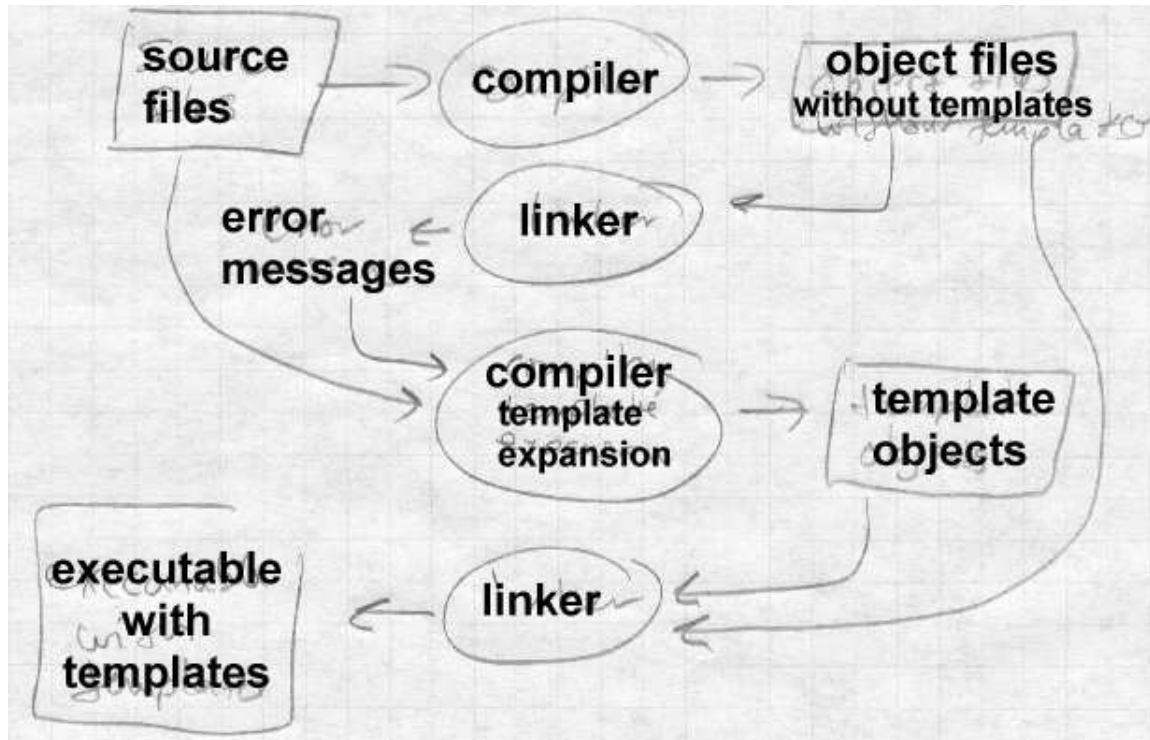 source
files
compiler
object files
without templates
error
messages
linker
compiler
template
expansion
template
objects
executable
with
templates
linker